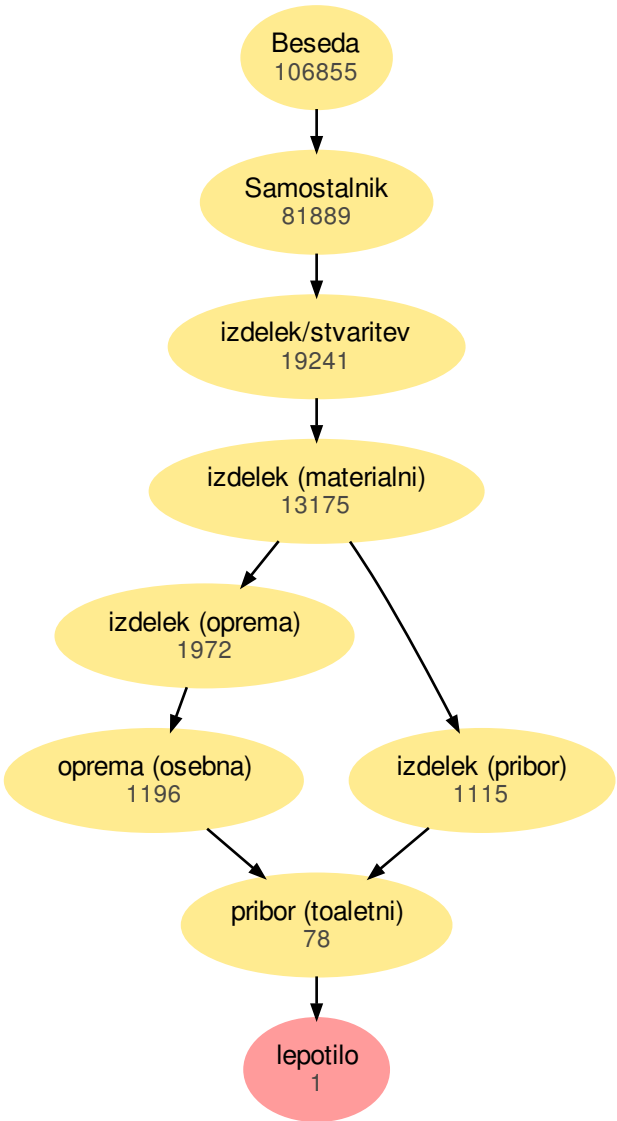 Beseda
106855
Samostalnik
81889
izdelek/stvaritev
19241
izdelek (materialni)
13175
izdelek (oprema)
1972
oprema (osebna)
1196
izdelek (pribor)
1115
pribor (toaletni)
78
lepotilo
1